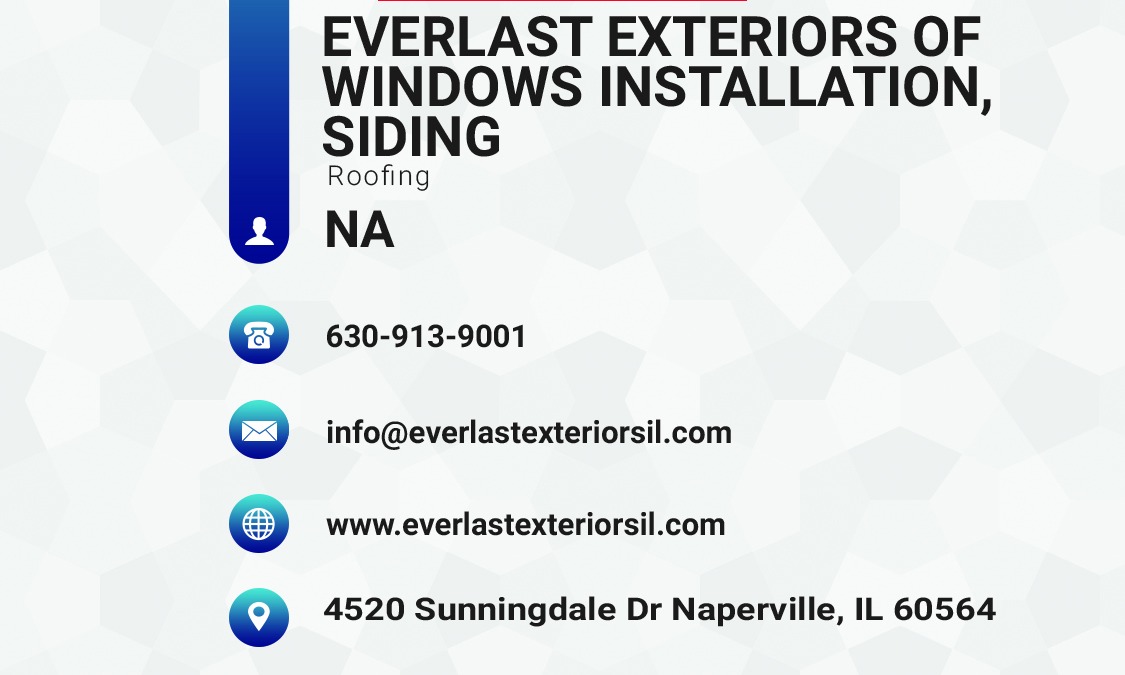 EVERLAST EXTERIORS OF
WINDOWS INSTALLATION,
SIDING
Roofing
NA
630-913-9001
info@everlastexteriorsil.com
www.everlastexteriorsil.com
4520 Sunningdale Dr Naperville, IL 60564